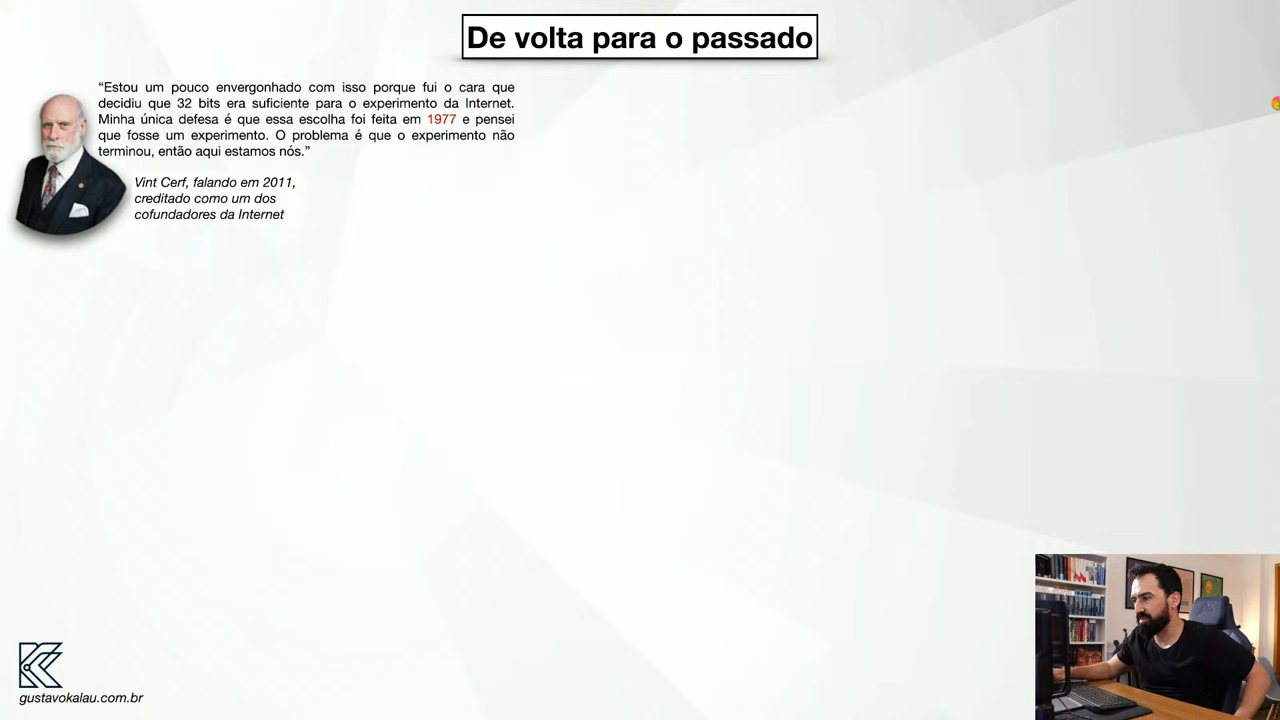 De volta para o passado
“Estou um pouco envergonhado com isso porque fui o cara que
decidiu que 32 bits era suficiente para o experimento da Internet.
Minha única defesa é que essa escolha foi feita em 1977 e pensei
que fosse um experimento. O problema é que o experimento não
terminou, então aqui estamos nós.”
Vint Cerf, falando em 2011,
creditado como um dos
cofundadores da Internet
gustavokalau.com.br